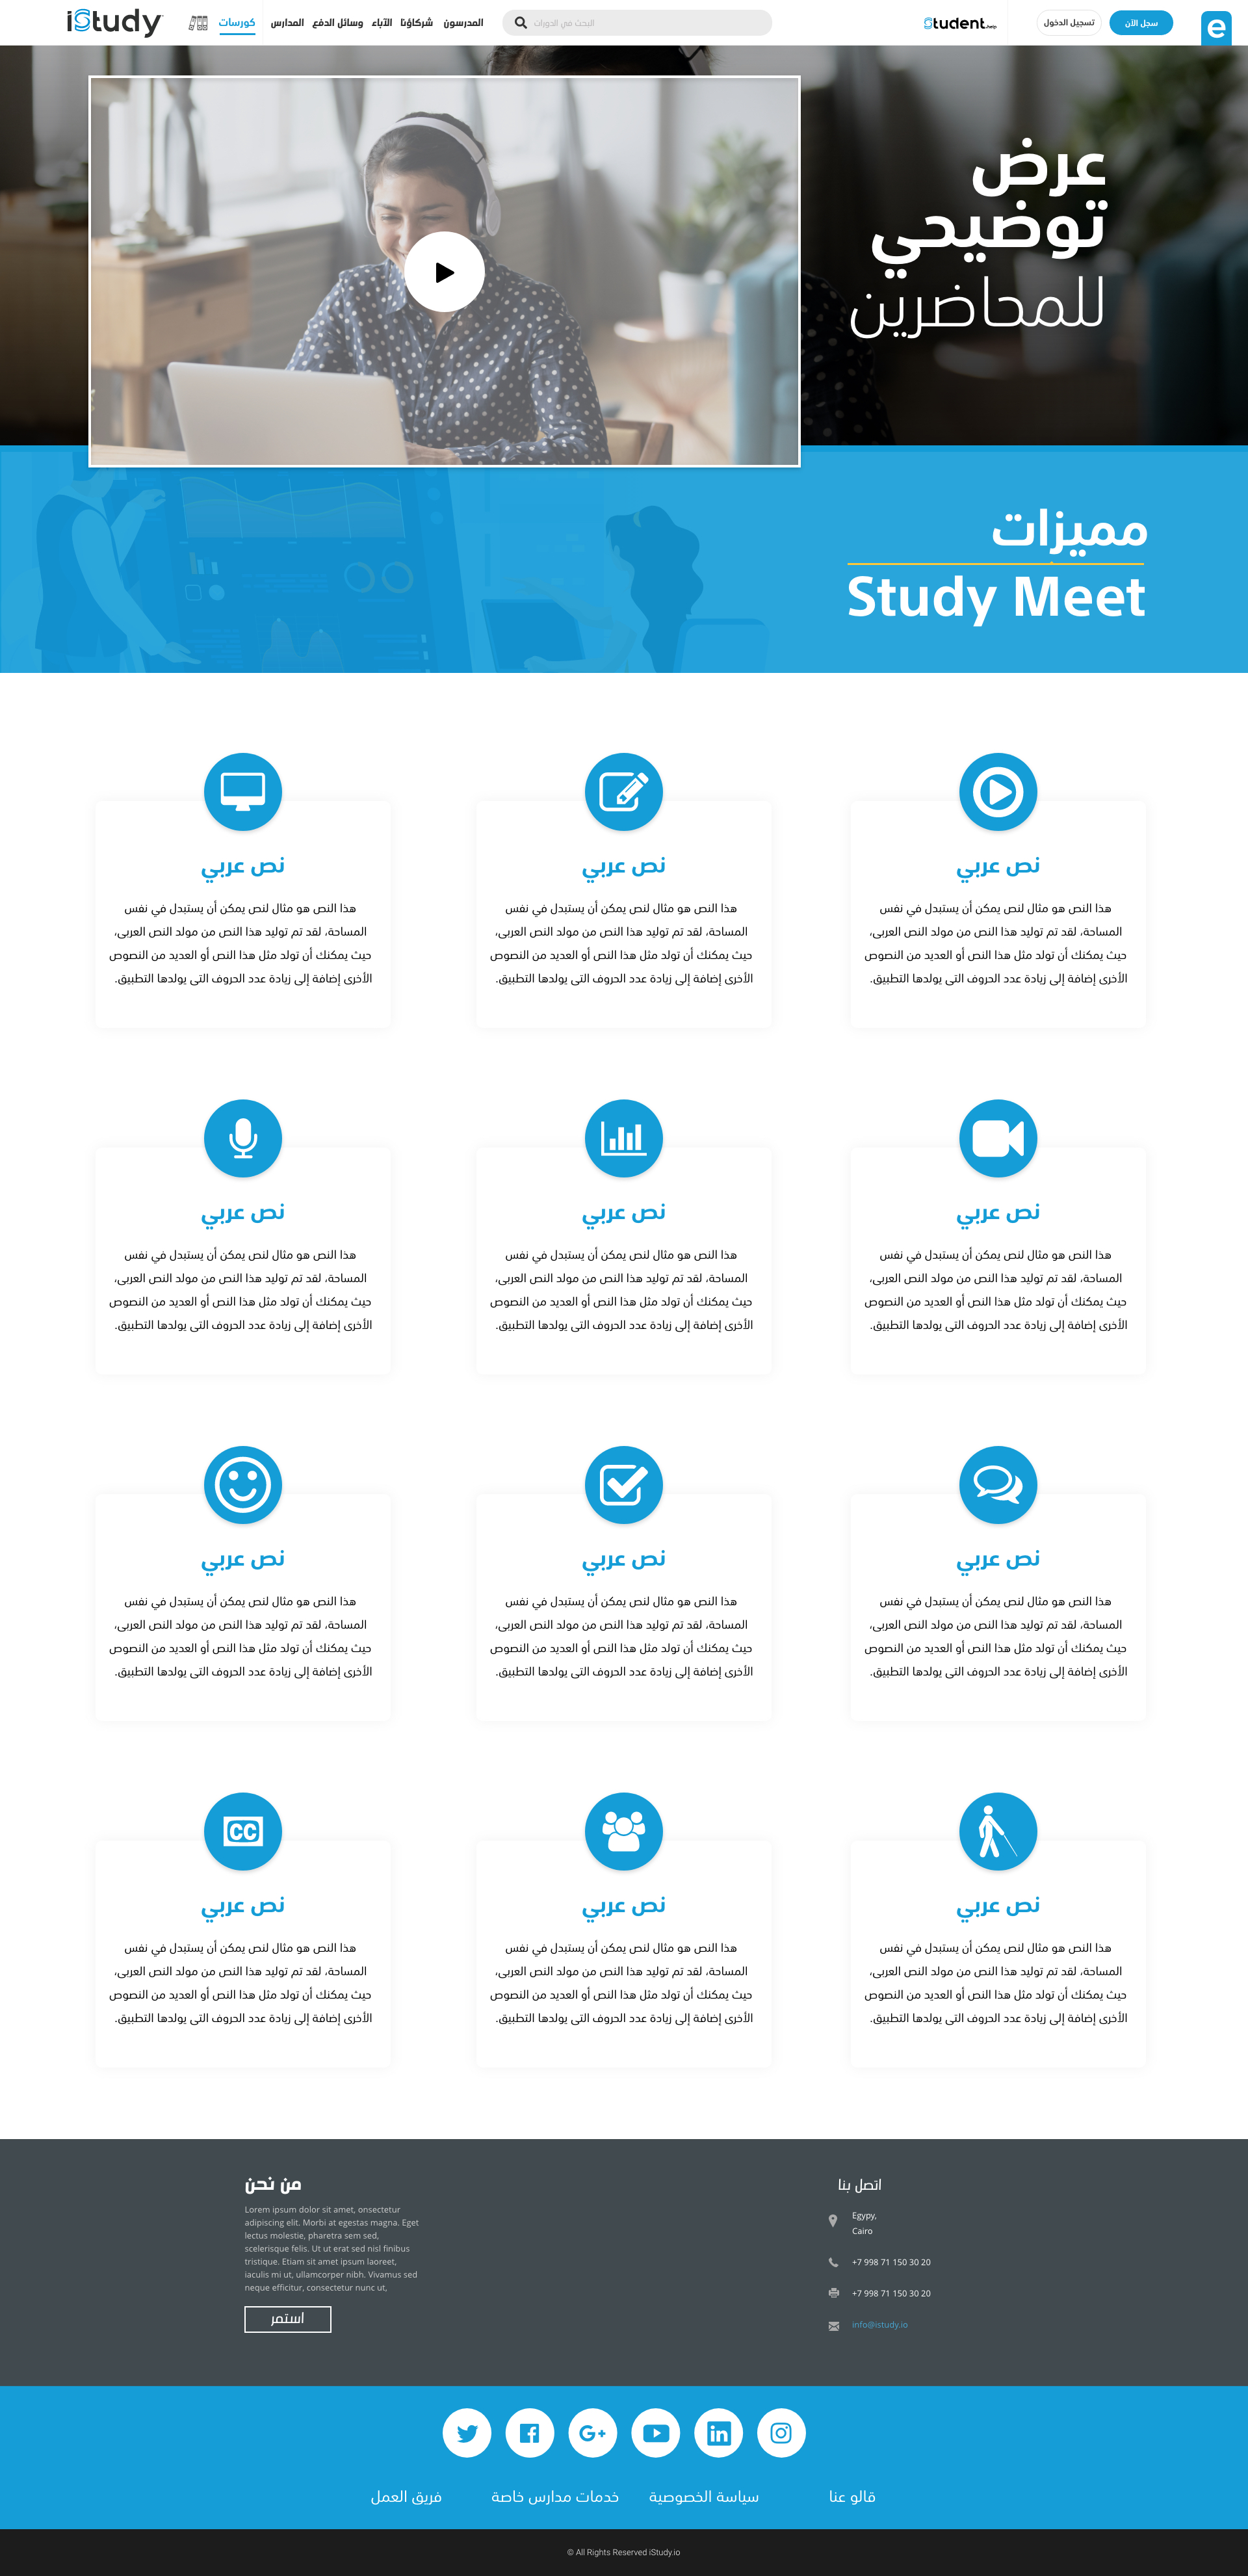 iStudy
كورسات
المدارس
وسائل الدفع
الآباء
شركاؤنا
المدرسون
البحث في الدورات
iStudent.help
تسجيل الدخول
سجل الآن
e
عرض
توضيحي
للمحاضرين
مميزات
Study Meet
نص عربي
هذا النص هو مثال لنص يمكن أن يستبدل في نفس
المساحة، لقد تم توليد هذا النص من مولد النص العربى،
حيث يمكنك أن تولد مثل هذا النص أو العديد من النصوص
الأخرى إضافة إلى زيادة عدد الحروف التى يولدها التطبيق.
نص عربي
هذا النص هو مثال لنص يمكن أن يستبدل في نفس
المساحة، لقد تم توليد هذا النص من مولد النص العربى،
حيث يمكنك أن تولد مثل هذا النص أو العديد من النصوص
الأخرى إضافة إلى زيادة عدد الحروف التى يولدها التطبيق.
نص عربي
هذا النص هو مثال لنص يمكن أن يستبدل في نفس
المساحة، لقد تم توليد هذا النص من مولد النص العربى،
حيث يمكنك أن تولد مثل هذا النص أو العديد من النصوص
الأخرى إضافة إلى زيادة عدد الحروف التى يولدها التطبيق.
نص عربي
هذا النص هو مثال لنص يمكن أن يستبدل في نفس
المساحة، لقد تم توليد هذا النص من مولد النص العربى،
حيث يمكنك أن تولد مثل هذا النص أو العديد من النصوص
الأخرى إضافة إلى زيادة عدد الحروف التى يولدها التطبيق.
نص عربي
هذا النص هو مثال لنص يمكن أن يستبدل في نفس
المساحة، لقد تم توليد هذا النص من مولد النص العربى،
حيث يمكنك أن تولد مثل هذا النص أو العديد من النصوص
الأخرى إضافة إلى زيادة عدد الحروف التى يولدها التطبيق.
نص عربي
هذا النص هو مثال لنص يمكن أن يستبدل في نفس
المساحة، لقد تم توليد هذا النص من مولد النص العربى،
حيث يمكنك أن تولد مثل هذا النص أو العديد من النصوص
الأخرى إضافة إلى زيادة عدد الحروف التى يولدها التطبيق.
نص عربي
هذا النص هو مثال لنص يمكن أن يستبدل في نفس
المساحة، لقد تم توليد هذا النص من مولد النص العربى،
حيث يمكنك أن تولد مثل هذا النص أو العديد من النصوص
الأخرى إضافة إلى زيادة عدد الحروف التى يولدها التطبيق.
نص عربي
هذا النص هو مثال لنص يمكن أن يستبدل في نفس
المساحة، لقد تم توليد هذا النص من مولد النص العربى،
حيث يمكنك أن تولد مثل هذا النص أو العديد من النصوص
الأخرى إضافة إلى زيادة عدد الحروف التى يولدها التطبيق.
نص عربي
هذا النص هو مثال لنص يمكن أن يستبدل في نفس
المساحة، لقد تم توليد هذا النص من مولد النص العربى،
حيث يمكنك أن تولد مثل هذا النص أو العديد من النصوص
الأخرى إضافة إلى زيادة عدد الحروف التى يولدها التطبيق.
نص عربي
هذا النص هو مثال لنص يمكن أن يستبدل في نفس
المساحة، لقد تم توليد هذا النص من مولد النص العربى،
حيث يمكنك أن تولد مثل هذا النص أو العديد من النصوص
الأخرى إضافة إلى زيادة عدد الحروف التى يولدها التطبيق.
نص عربي
هذا النص هو مثال لنص يمكن أن يستبدل في نفس
المساحة، لقد تم توليد هذا النص من مولد النص العربى،
حيث يمكنك أن تولد مثل هذا النص أو العديد من النصوص
الأخرى إضافة إلى زيادة عدد الحروف التى يولدها التطبيق.
CC
نص عربي
هذا النص هو مثال لنص يمكن أن يستبدل في نفس
المساحة، لقد تم توليد هذا النص من مولد النص العربى،
حيث يمكنك أن تولد مثل هذا النص أو العديد من النصوص
الأخرى إضافة إلى زيادة عدد الحروف التى يولدها التطبيق.
من نحن
Lorem ipsum dolor sit amet, onsectetur
adipiscing elit. Morbi at egestas magna. Eget
lectus molestie, pharetra sem sed,
scelerisque felis. Ut ut erat sed nisl finibus
tristique. Etiam sit amet ipsum laoreet,
iaculis mi ut, ullamcorper nibh. Vivamus sed
neque efficitur, consectetur nunc ut,
استمر
اتصل بنا
Egypy,
Cairo
+7 998 71 150 30 20
+7 998 71 150 30 20
info@istudy.io
G+
in
قالو عنا
سياسة الخصوصية
خدمات مدارس خاصة
فريق العمل
© All Rights Reserved iStudy.io